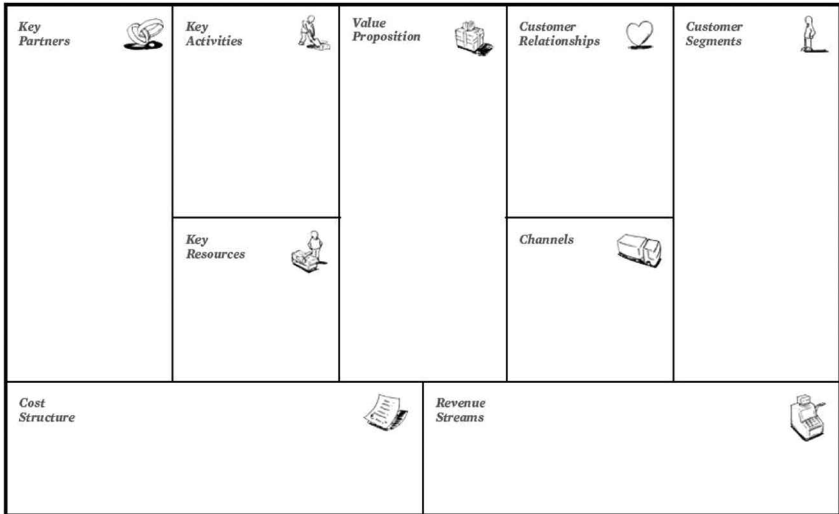 Key
Partners
Key
Activities
Value
Proposition
Customer
Relationships
Customer
Segments
Key
Resources
Channels
Cost
Structure
Revenue
Streams